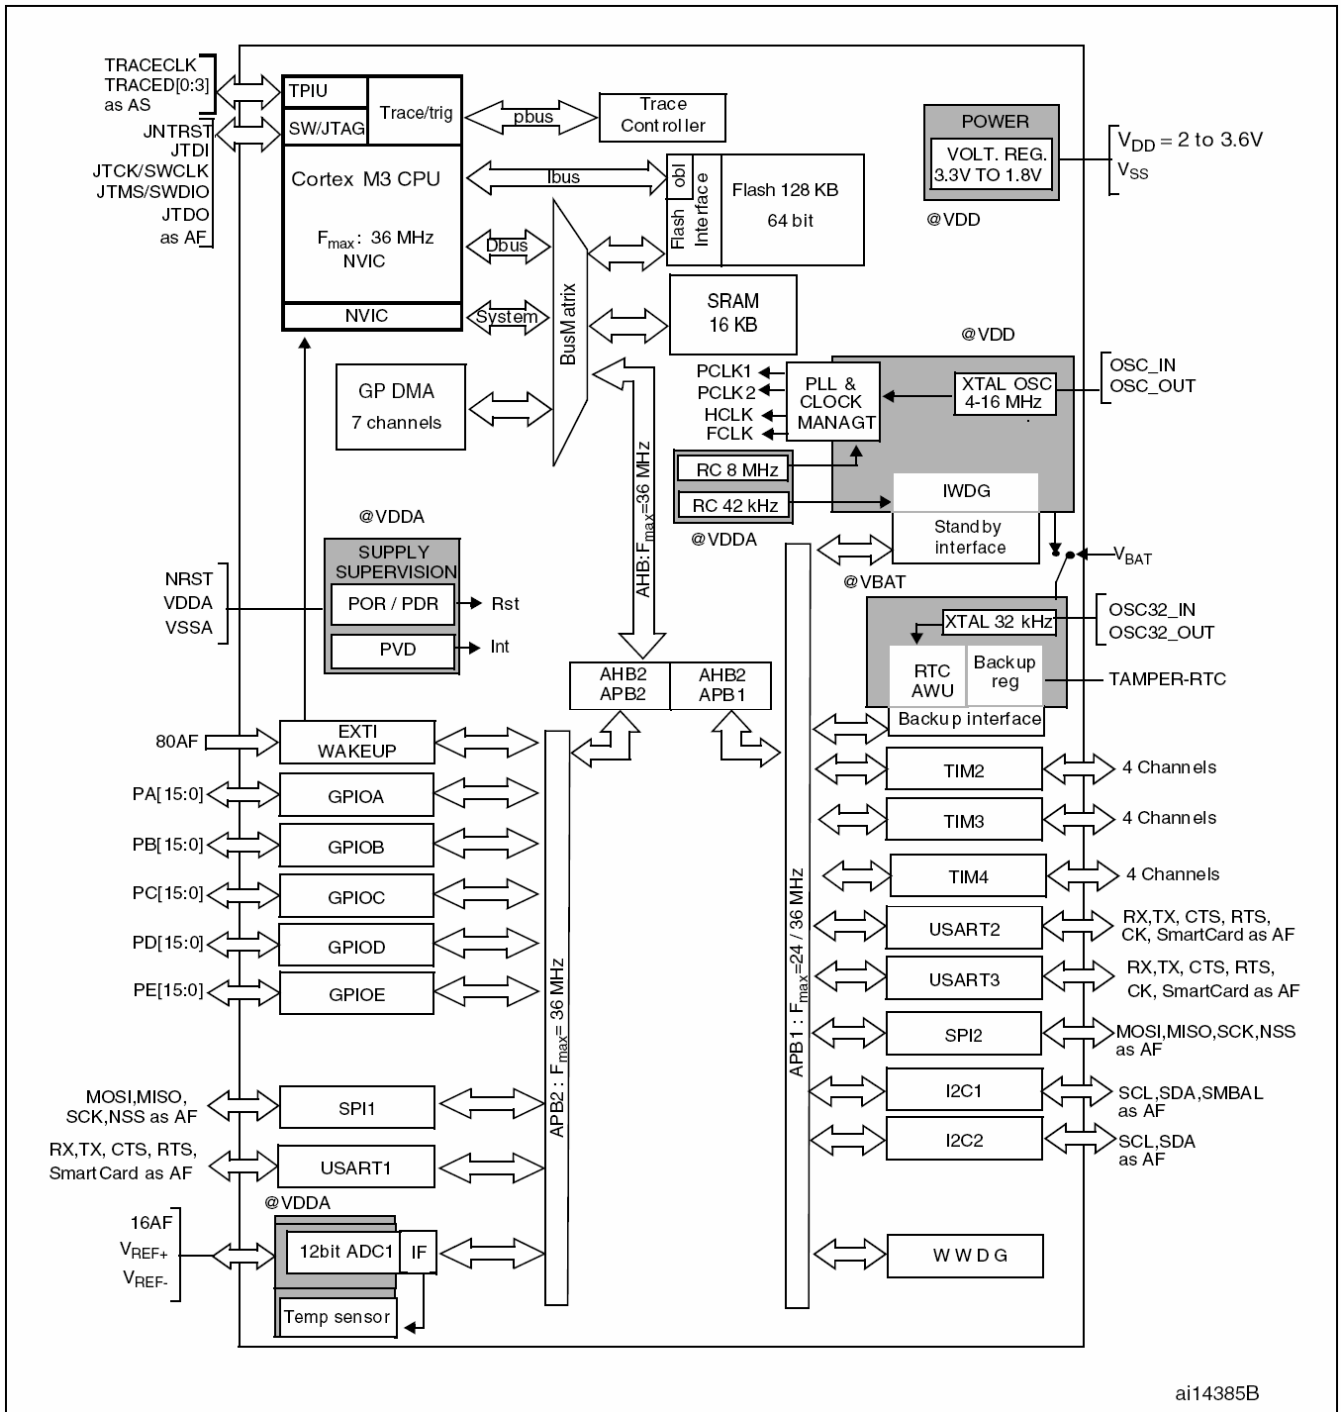 TRACECLK
TRACED[0:3]
as AS
JNTRST
JTDI
JTCK/SWCLK
JTMS/SWDIO
JTDO
as AF
TPIU
SW/JTAG
Trace/trig
Cortex M3 CPU
Fmax : 36 MHz
NVIC
NVIC
pbus
Trace
Controller
Ibus
Dbus
System
BusMatrix
Flash obl
Interface
Flash 128 KB
64 bit
SRAM
16 KB
POWER
VOLT. REG.
3.3V TO 1.8V
@VDD
VDD = 2 to 3.6V
VSS
GP DMA
7 channels
@VDD
PCLK1
PCLK2
HCLK
FCLK
PLL &
CLOCK
MANAGT
XTAL OSC
4-16 MHz
OSC_IN
OSC_OUT
RC 8 MHz
RC 42 kHz
@VDDA
IWDG
Standby
interface
VBAT
@VBAT
AHB:Fmax=36 MHz
@VDDA
SUPPLY
SUPERVISION
POR / PDR
Rst
PVD
Int
NRST
VDDA
VSSA
XTAL 32 kHz
OSC32_IN
OSC32_OUT
RTC
AWU
Backup
reg
TAMPER-RTC
Backup interface
AHB2
APB2
AHB2
APB1
80AF
EXTI
WAKEUP
PA[15:0]
GPIOA
PB[15:0]
GPIOB
PC[15:0]
GPIOC
PD[15:0]
GPIOD
PE[15:0]
GPIOE
MOSI,MISO,
SCK,NSS as AF
SPI1
RX,TX, CTS, RTS,
SmartCard as AF
USART1
@VDDA
16AF
VREF+
VREF-
12bit ADC1
IF
Temp sensor
APB2 : Fmax= 36 MHz
APB1 : Fmax=24 / 36 MHz
TIM2
4 Channels
TIM3
4 Channels
TIM4
4 Channels
USART2
RX,TX, CTS, RTS,
CK, SmartCard as AF
USART3
RX,TX, CTS, RTS,
CK, SmartCard as AF
SPI2
MOSI,MISO,SCK,NSS
as AF
I2C1
SCL,SDA,SMBAL
as AF
I2C2
SCL,SDA
as AF
WWDG
ai14385B